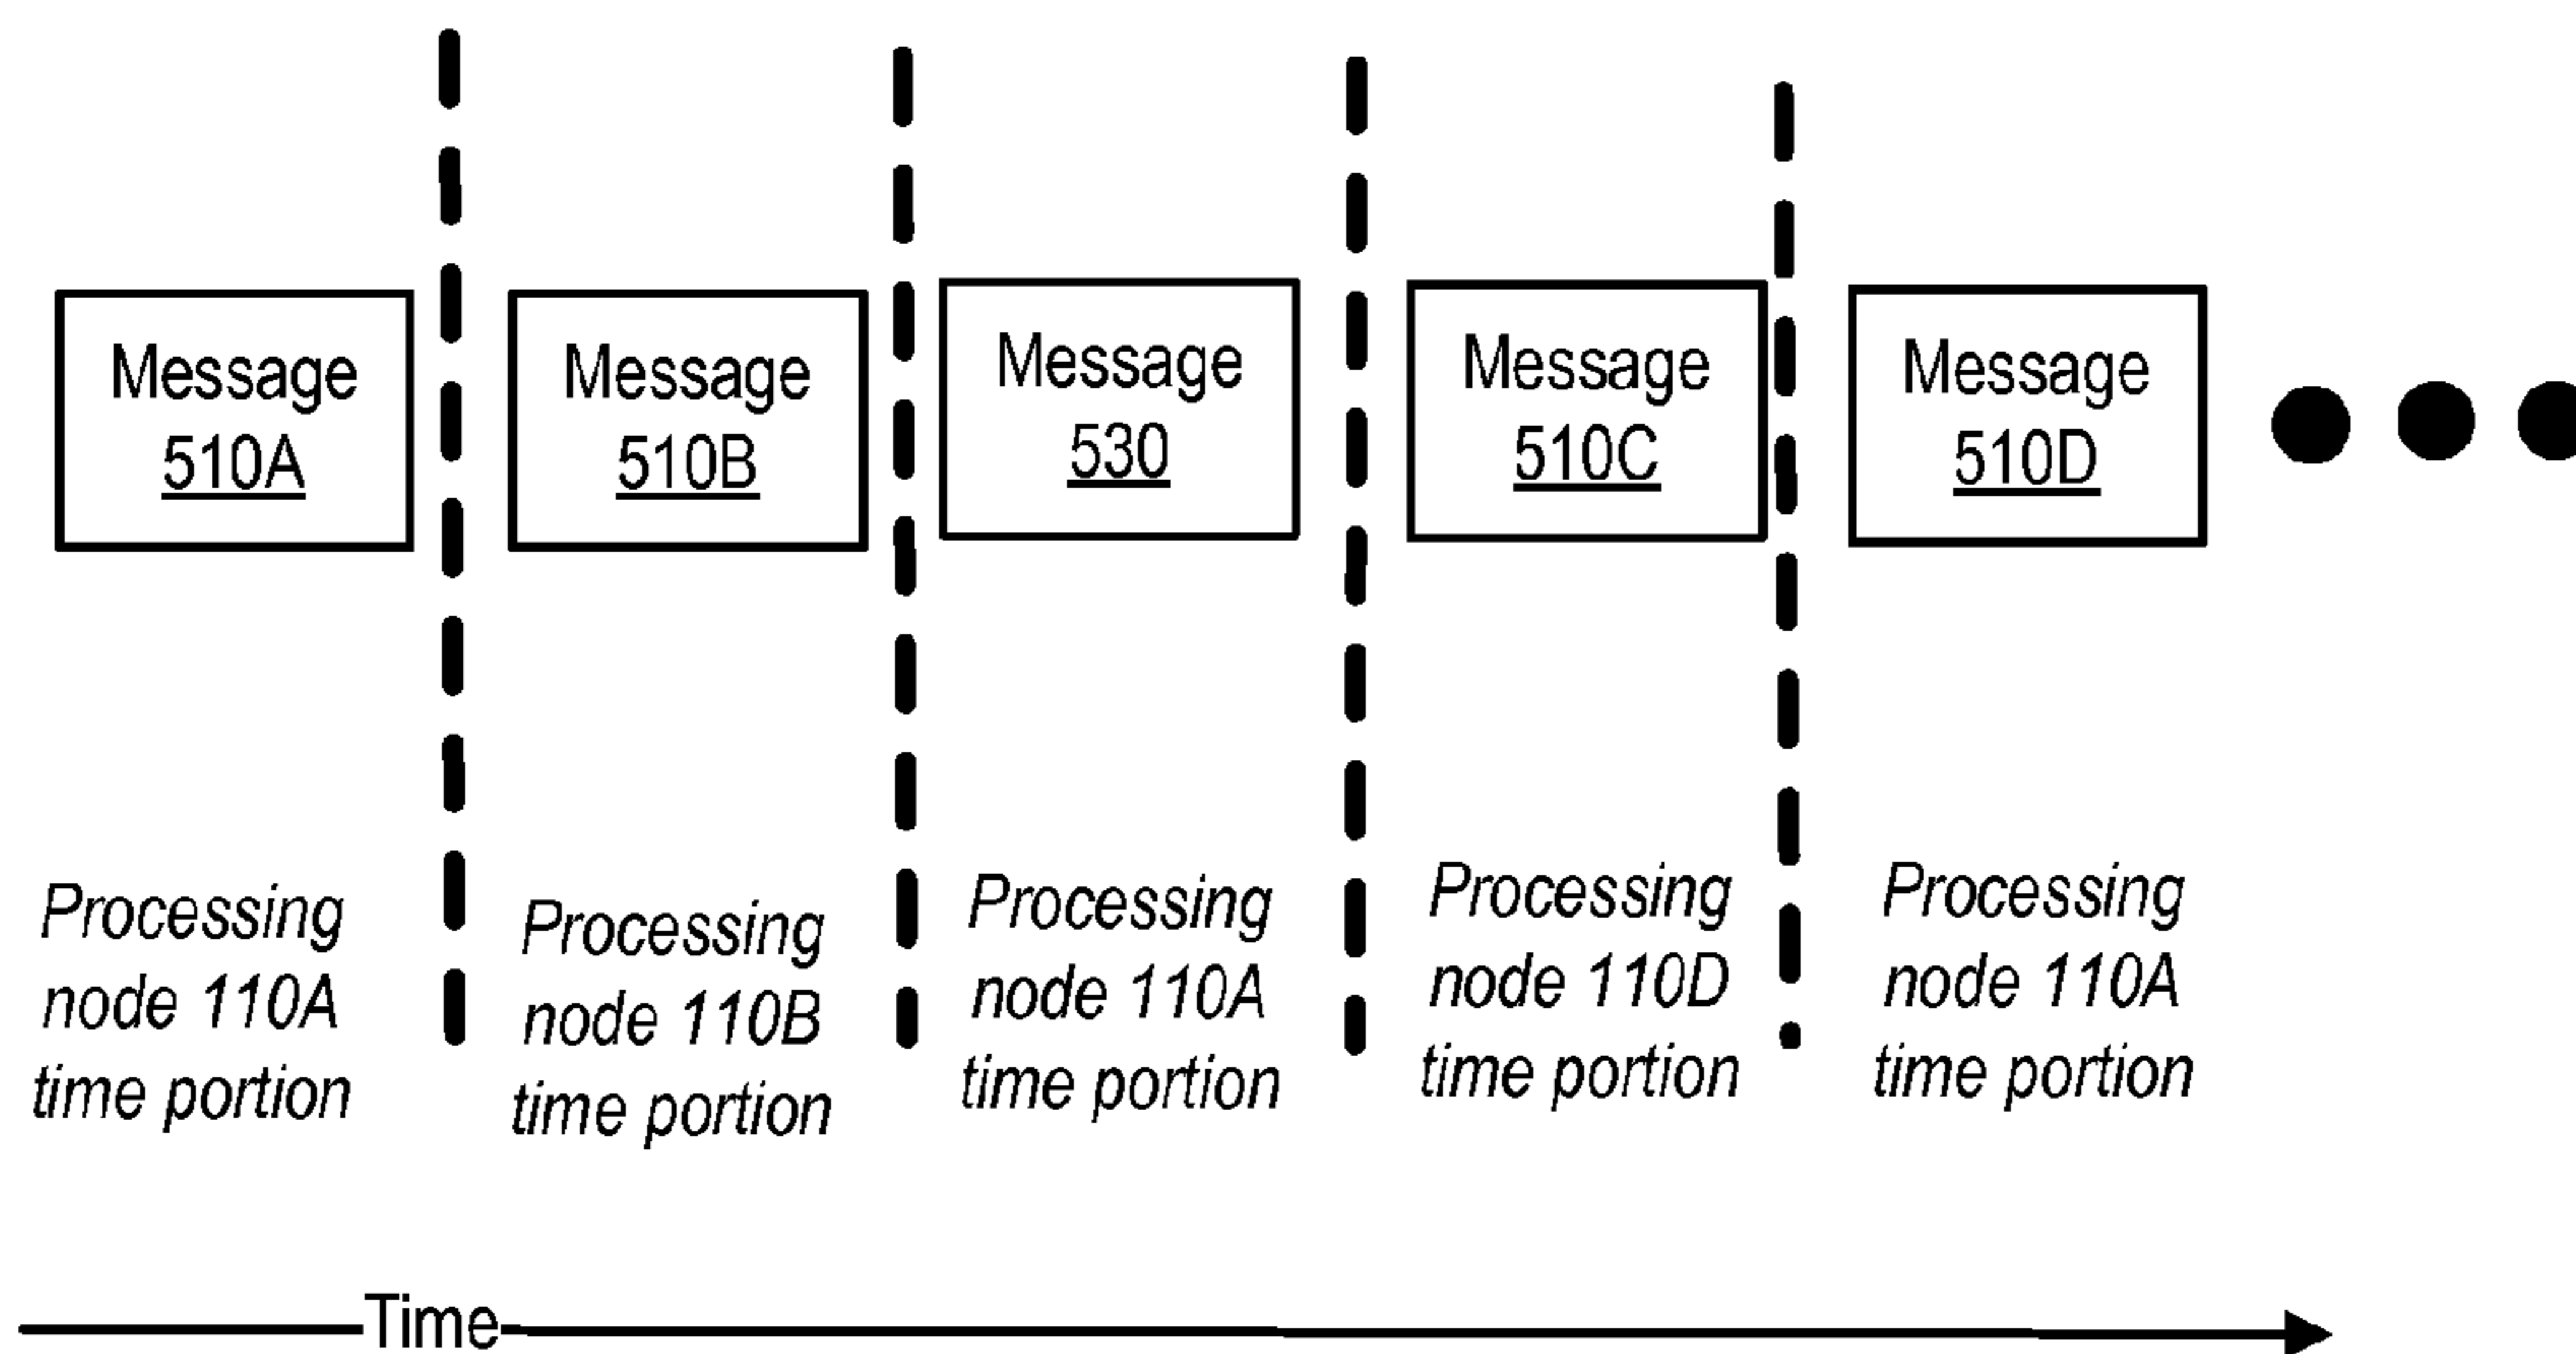 Message
510A
Message
510B
Message
530
Message
510C
Message
510D
Processing
node 110A
time portion
Processing
node 110B
time portion
Processing
node 110A
time portion
Processing
node 110D
time portion
Processing
node 110A
time portion
Time